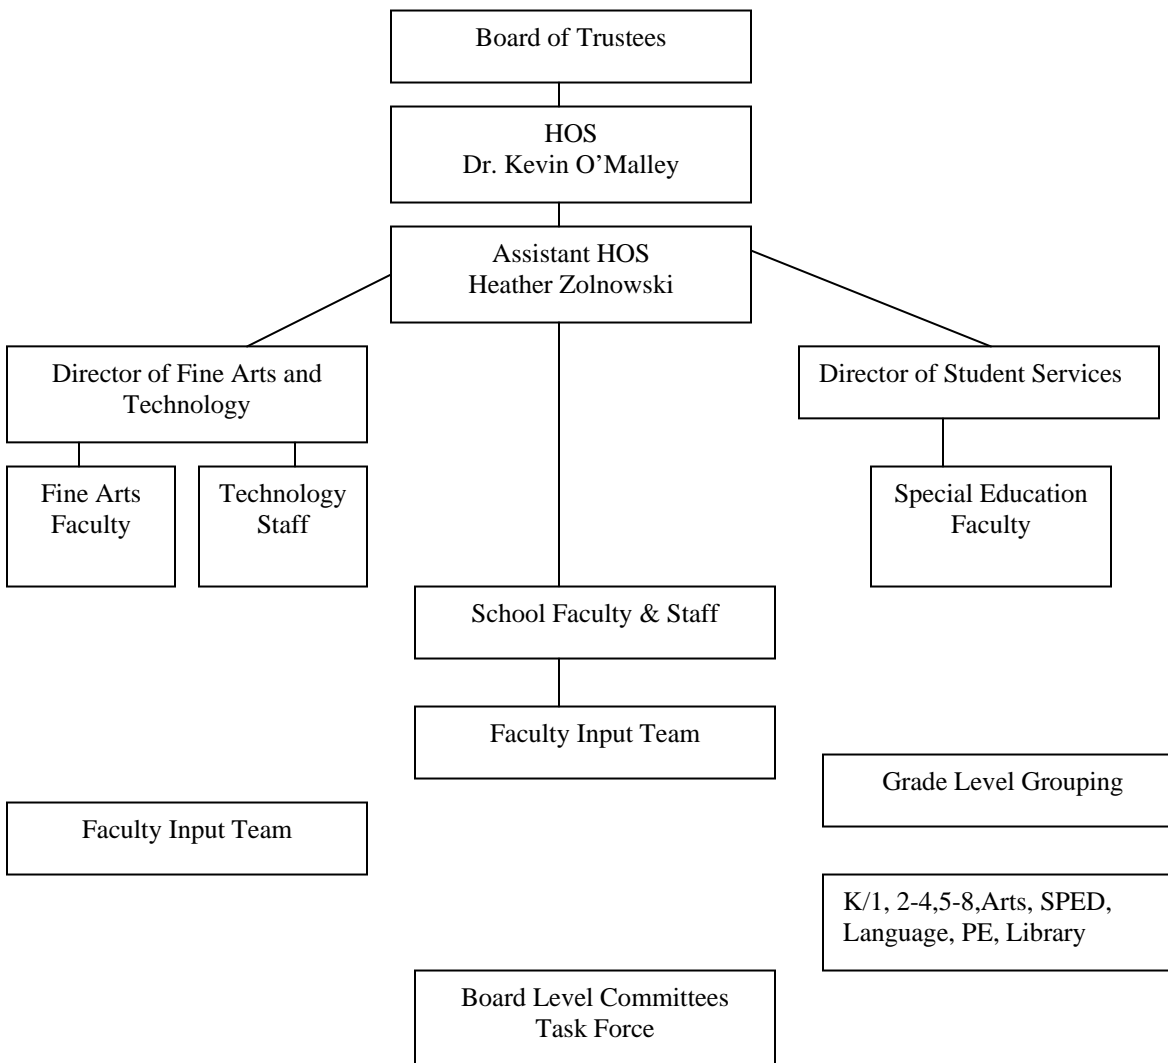 Board of Trustees
HOS
Dr. Kevin O’Malley
Assistant HOS
Heather Zolnowski
Director of Fine Arts and
Technology
Director of Student Services
Fine Arts
Faculty
Technology
Staff
Special Education
Faculty
School Faculty & Staff
Faculty Input Team
Grade Level Grouping
Faculty Input Team
K/1, 2-4,5-8,Arts, SPED,
Language, PE, Library
Board Level Committees
Task Force